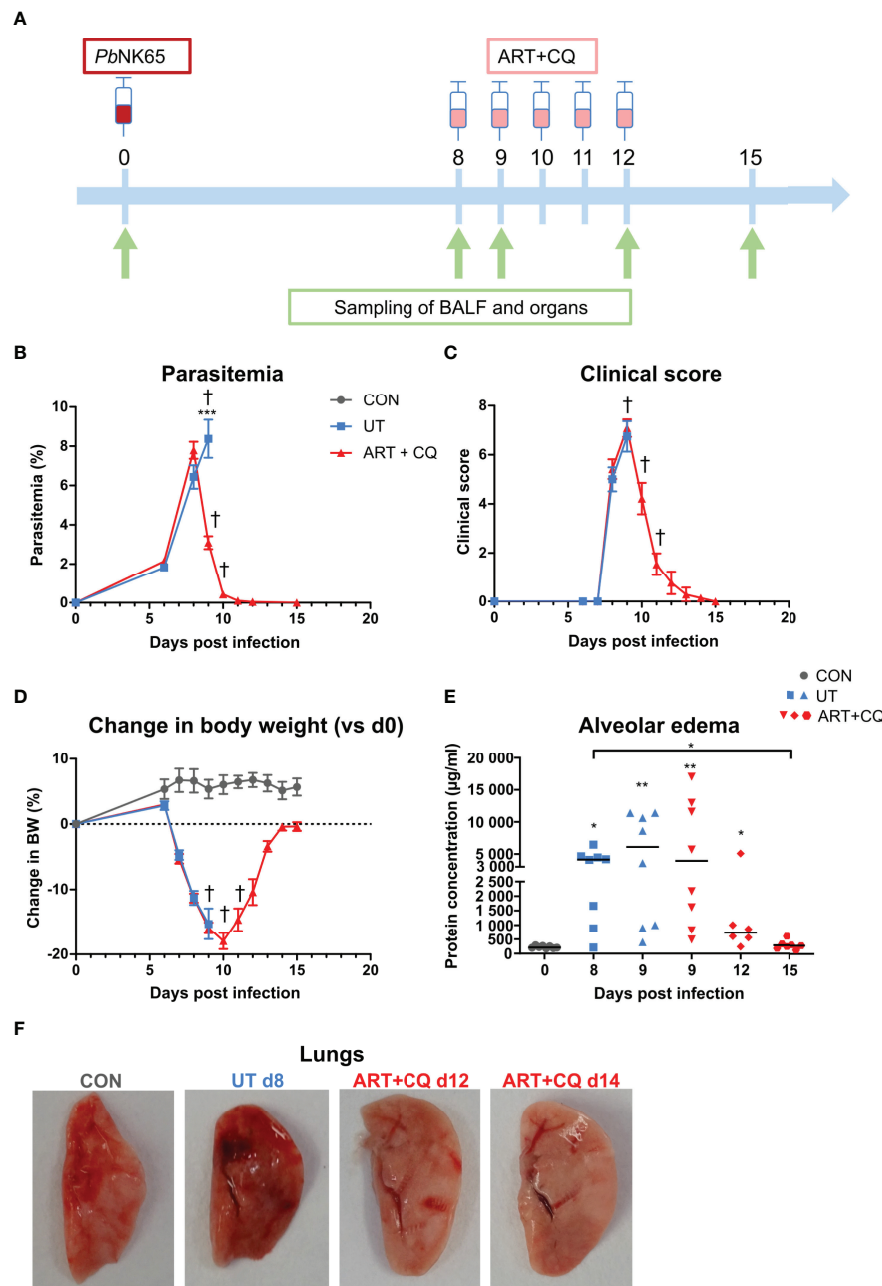 A
PbNK65
ART+CQ
0 8 9 10 11 12 15
Sampling of BALF and organs
B
Parasitemia
Parasitemia (%)
10
8
6
4
2
0
0 5 10 15 20
Days post infection
†
***
†
†
CON
UT
ART + CQ
C
Clinical score
Clinical score
8
6
4
2
0
0 5 10 15 20
Days post infection
†
†
†
D
Change in body weight (vs d0)
Change in BW (%)
10
0
-10
-20
0 5 10 15 20
Days post infection
† † †
E
CON
UT
ART+CQ
Alveolar edema
Protein concentration (µg/ml)
20 000
15 000
10 000
5 000
3 000
2 500
2 000
1 000
500
0
*
* ** ** *
0 8 9 9 12 15
Days post infection
F
Lungs
CON UT d8 ART+CQ d12 ART+CQ d14